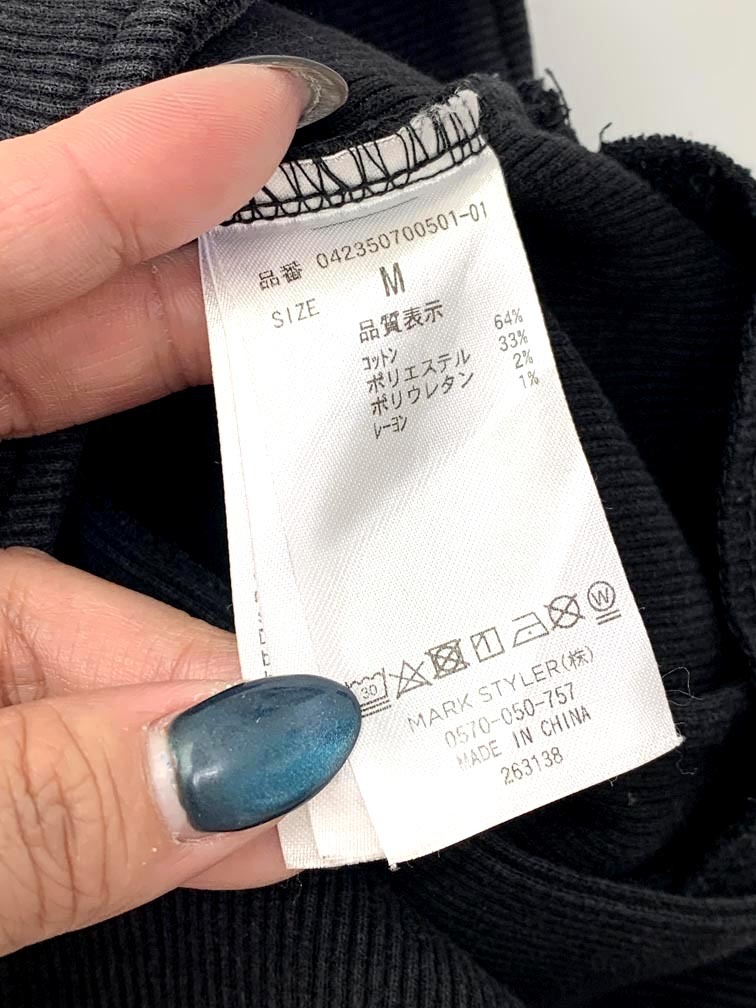 品番 042350700501-01
SIZE M
品質表示
コットン 64%
ポリエステル 33%
ポリウレタン 2%
レーヨン 1%
30 W
MARK STYLER(株)
0570-050-757
MADE IN CHINA
263138